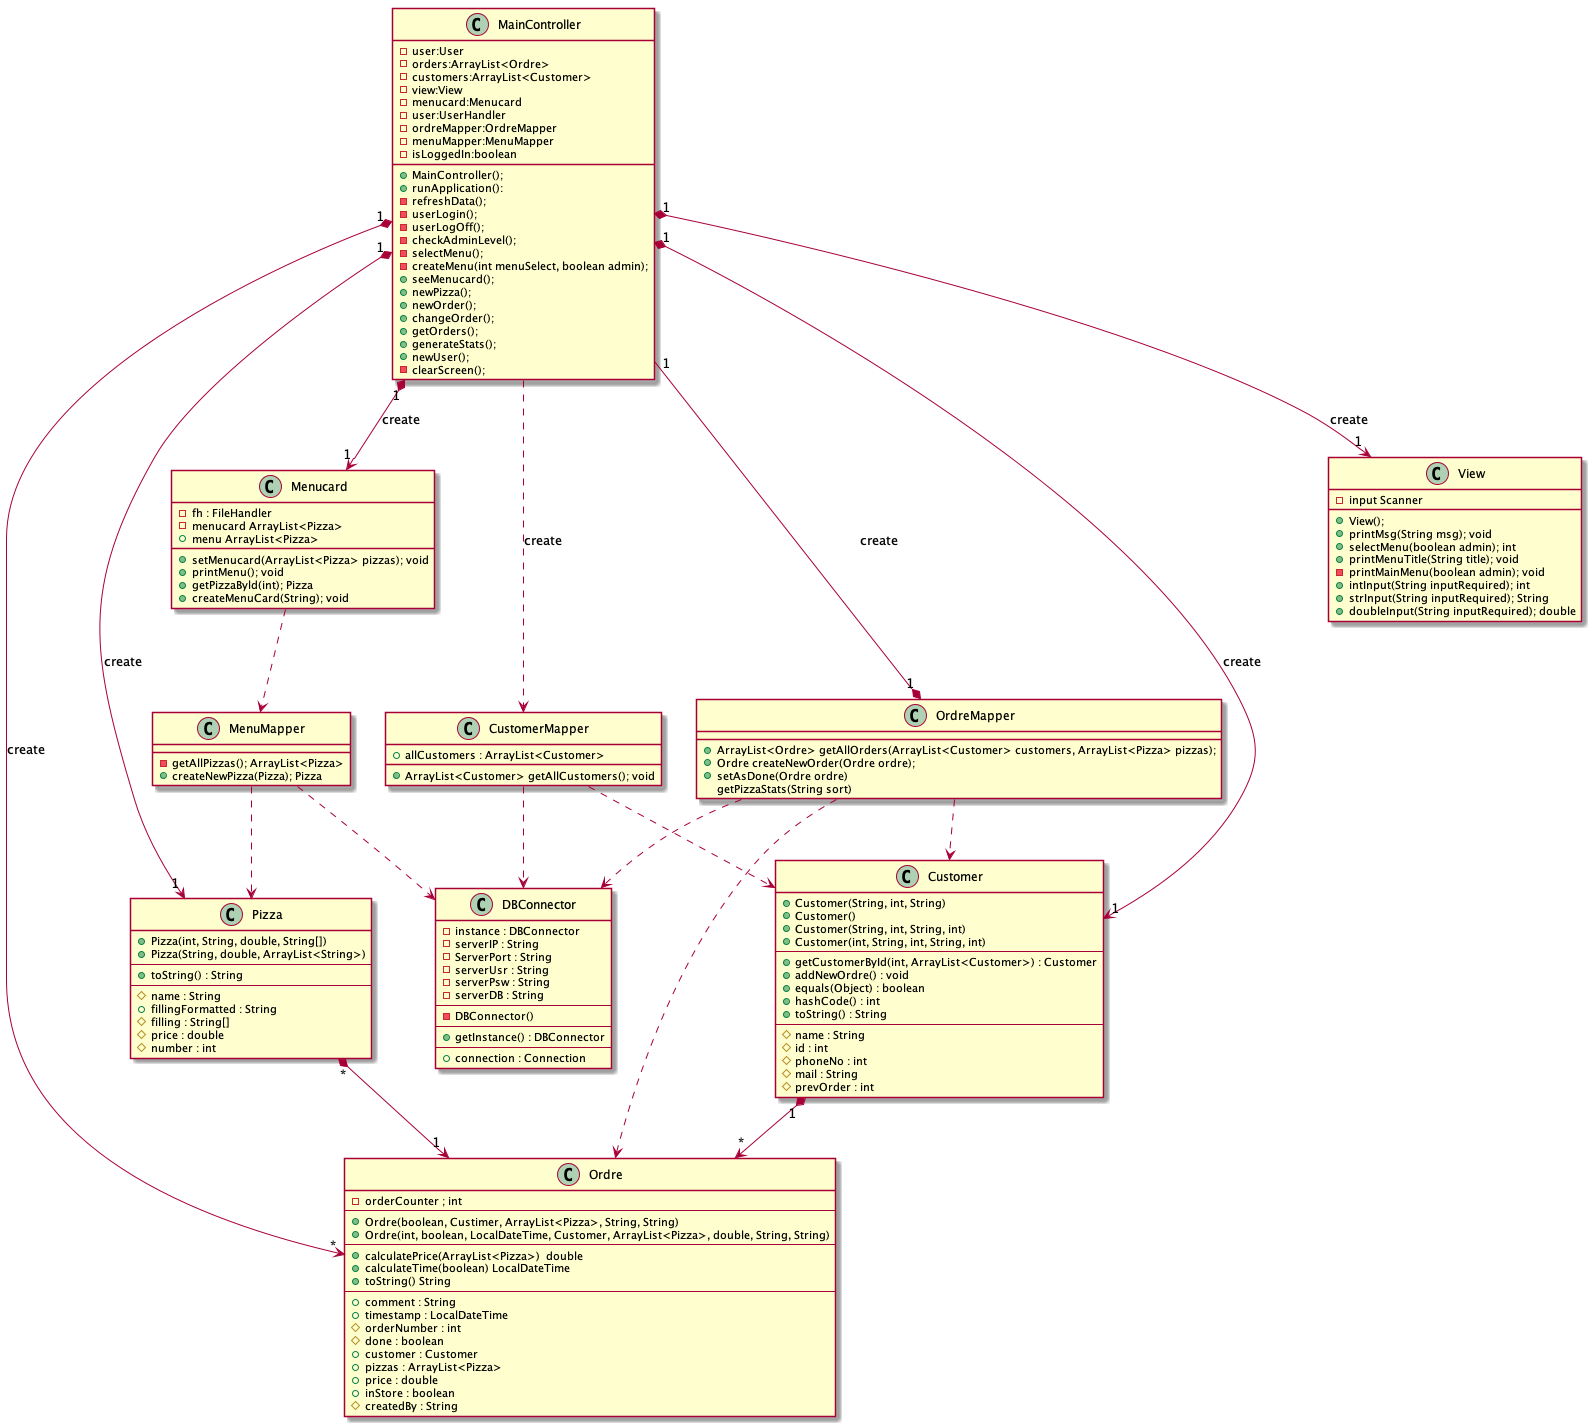 C MainController
user:User
orders:ArrayList<Ordre>
customers:ArrayList<Customer>
view:View
menucard:Menucard
user:UserHandler
ordreMapper:OrdreMapper
menuMapper:MenuMapper
isLoggedIn:boolean
MainController();
runApplication():
refreshData();
userLogin();
userLogOff();
checkAdminLevel();
selectMenu();
createMenu(int menuSelect, boolean admin);
seeMenucard();
newPizza();
newOrder();
changeOrder();
getOrders();
generateStats();
newUser();
clearScreen();
1
1
1
1
1
1
create
1
create
1
C Menucard
fh : FileHandler
menucard ArrayList<Pizza>
menu ArrayList<Pizza>
setMenucard(ArrayList<Pizza> pizzas); void
printMenu(); void
getPizzaById(int); Pizza
createMenuCard(String); void
create
create
C View
input Scanner
View();
printMsg(String msg); void
selectMenu(boolean admin); int
printMenuTitle(String title); void
printMainMenu(boolean admin); void
intInput(String inputRequired); int
strInput(String inputRequired); String
doubleInput(String inputRequired); double
create
create
1
create
C MenuMapper
getAllPizzas(); ArrayList<Pizza>
createNewPizza(Pizza); Pizza
C CustomerMapper
allCustomers : ArrayList<Customer>
ArrayList<Customer> getAllCustomers(); void
C OrdreMapper
ArrayList<Ordre> getAllOrders(ArrayList<Customer> customers, ArrayList<Pizza> pizzas);
Ordre createNewOrder(Ordre ordre);
setAsDone(Ordre ordre)
getPizzaStats(String sort)
1
C Pizza
Pizza(int, String, double, String[])
Pizza(String, double, ArrayList<String>)
toString() : String
name : String
fillingFormatted : String
filling : String[]
price : double
number : int
C DBConnector
instance : DBConnector
serverIP : String
ServerPort : String
serverUsr : String
serverPsw : String
serverDB : String
DBConnector()
getInstance() : DBConnector
connection : Connection
C Customer
Customer(String, int, String)
Customer()
Customer(String, int, String, int)
Customer(int, String, int, String, int)
getCustomerById(int, ArrayList<Customer>) : Customer
addNewOrdre() : void
equals(Object) : boolean
hashCode() : int
toString() : String
name : String
id : int
phoneNo : int
mail : String
prevOrder : int
1
*
1
1
*
*
C Ordre
orderCounter ; int
Ordre(boolean, Custimer, ArrayList<Pizza>, String, String)
Ordre(int, boolean, LocalDateTime, Customer, ArrayList<Pizza>, double, String, String)
calculatePrice(ArrayList<Pizza>)  double
calculateTime(boolean) LocalDateTime
toString() String
comment : String
timestamp : LocalDateTime
orderNumber : int
done : boolean
customer : Customer
pizzas : ArrayList<Pizza>
price : double
inStore : boolean
createdBy : String